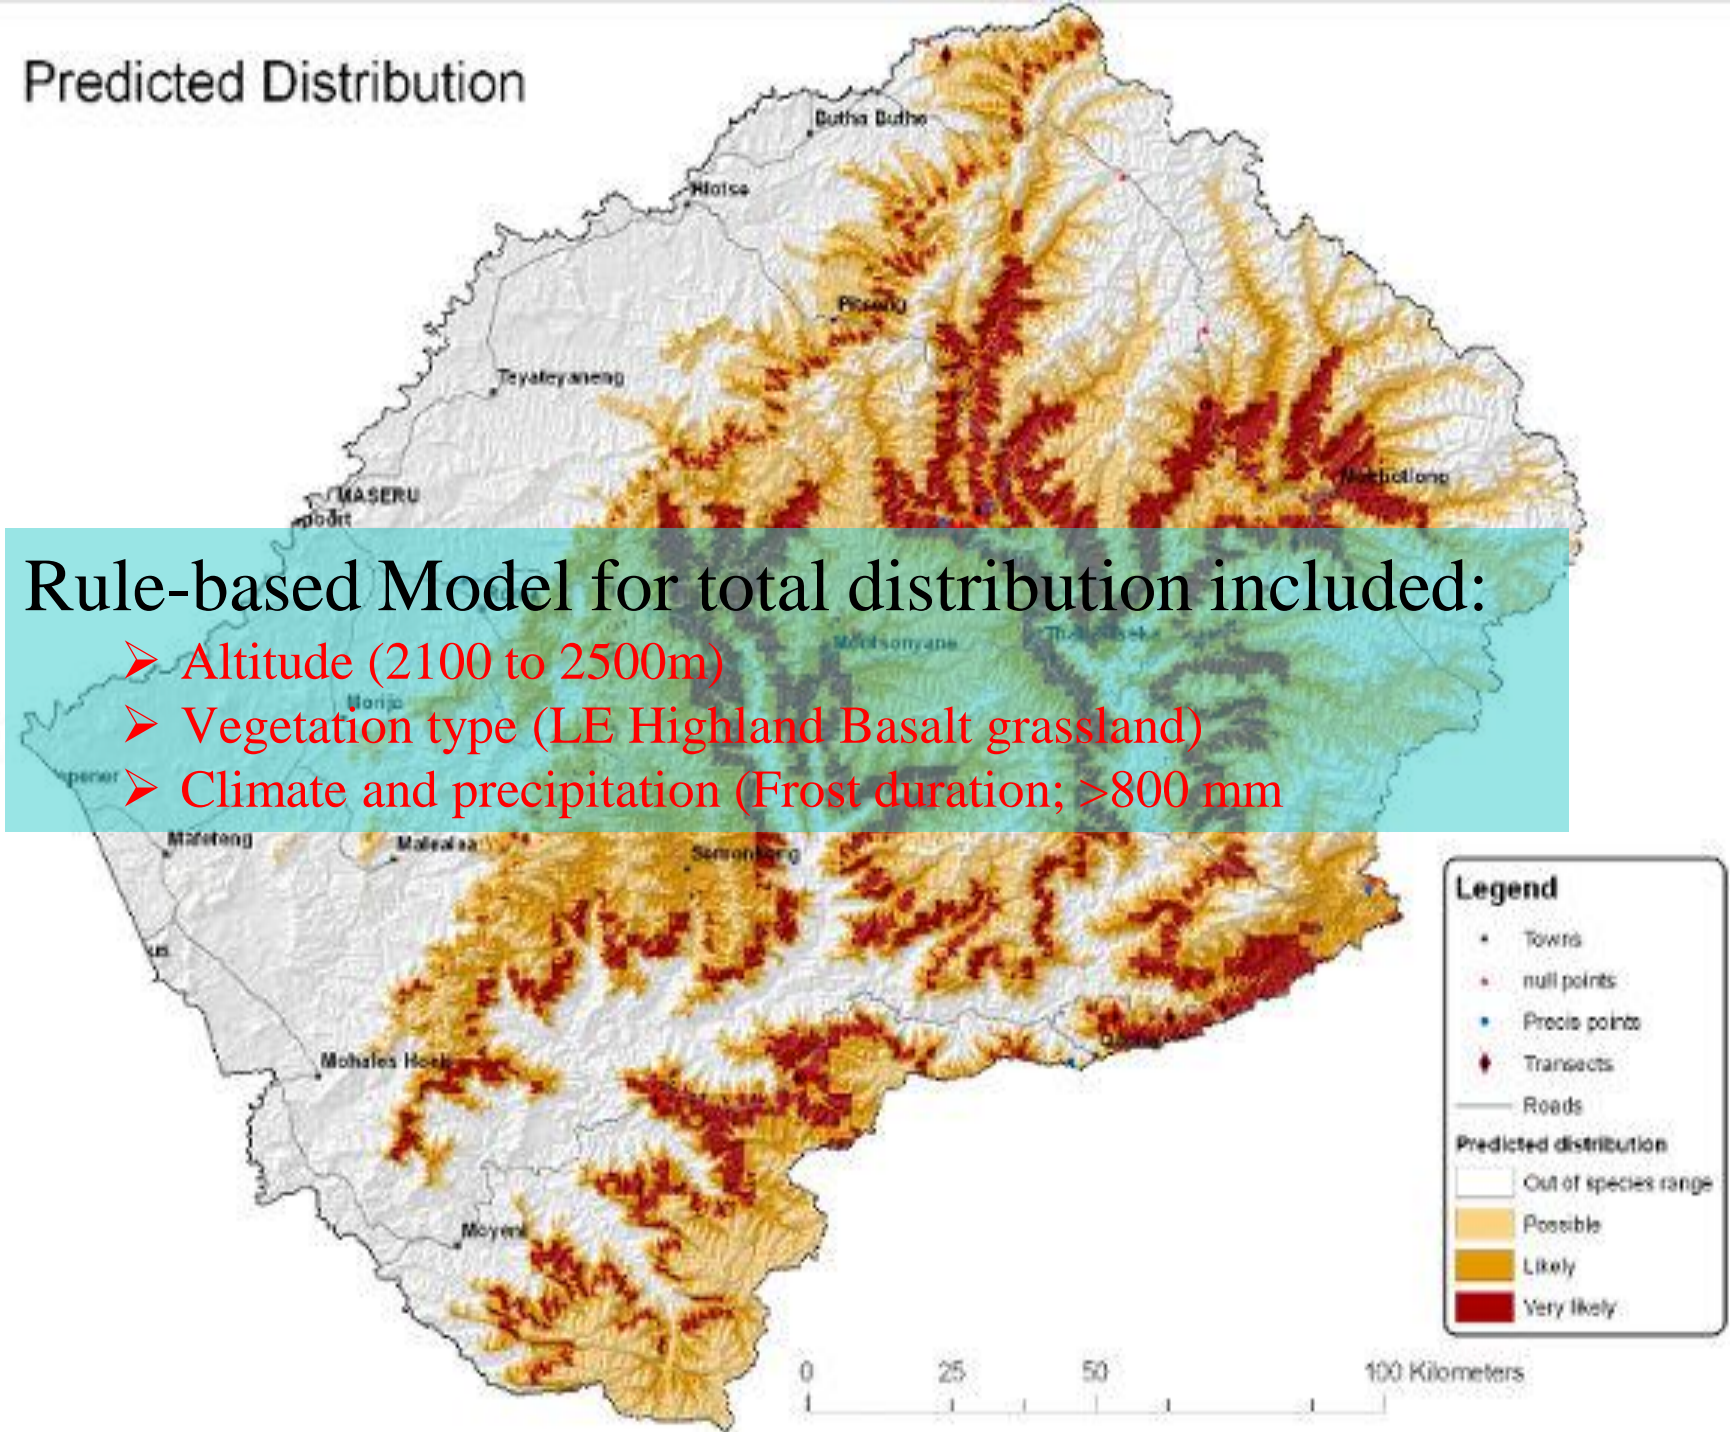 Predicted Distribution
Butha Buthe
Hlotse
Pitseng
Teyateyaneng
MASERU
Mokhotlong
Rule-based Model for total distribution included:
➢ Altitude (2100 to 2500m)
➢ Vegetation type (LE Highland Basalt grassland)
➢ Climate and precipitation (Frost duration; >800 mm
Morija
Mafeteng
Malealea
Semonkong
Mohales Hoek
Moyeni
Legend
Towns
null points
Precis points
Transects
Roads
Predicted distribution
Out of species range
Possible
Likely
Very likely
0 25 50 100 Kilometers